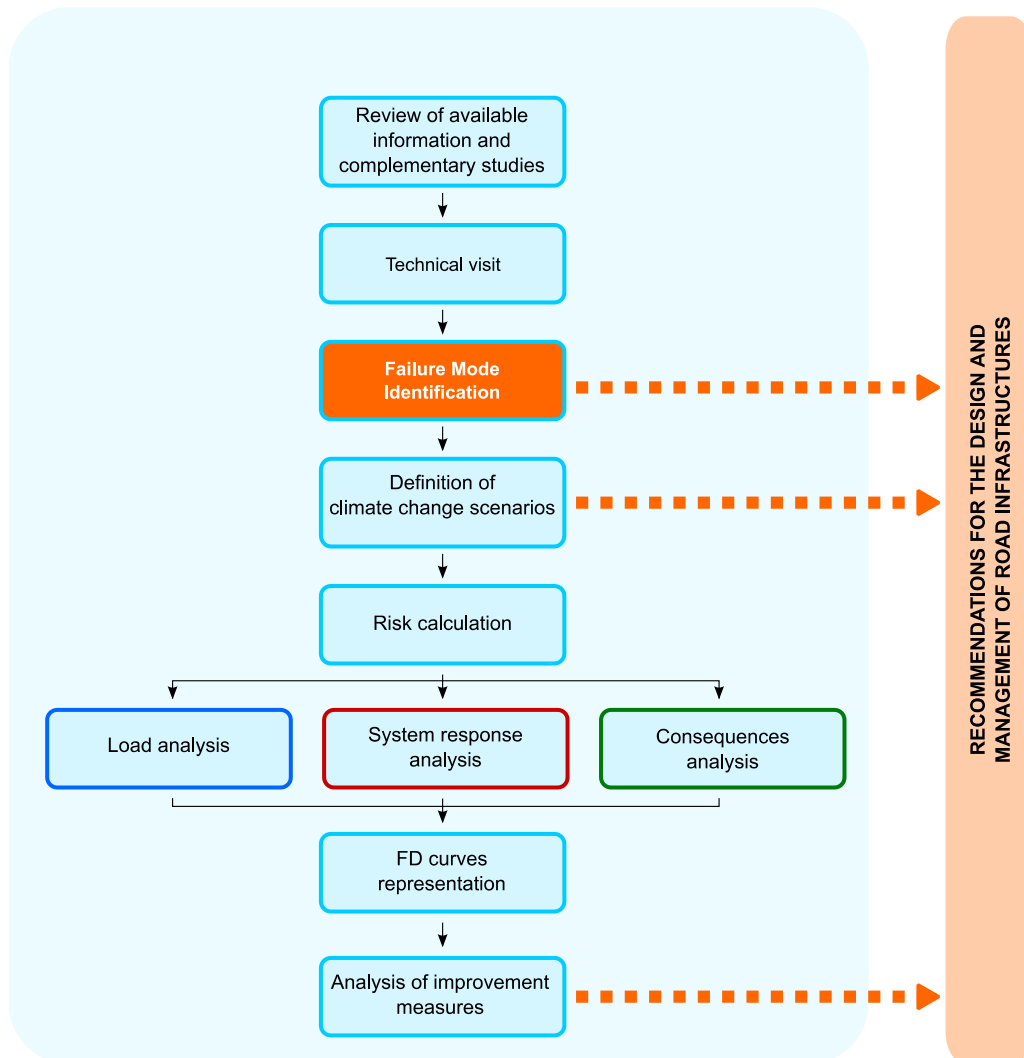 Review of available
information and
complementary studies
Technical visit
Failure Mode
Identification
Definition of
climate change scenarios
Risk calculation
Load analysis
System response
analysis
Consequences
analysis
FD curves
representation
Analysis of improvement
measures
RECOMMENDATIONS FOR THE DESIGN AND
MANAGEMENT OF ROAD INFRASTRUCTURES